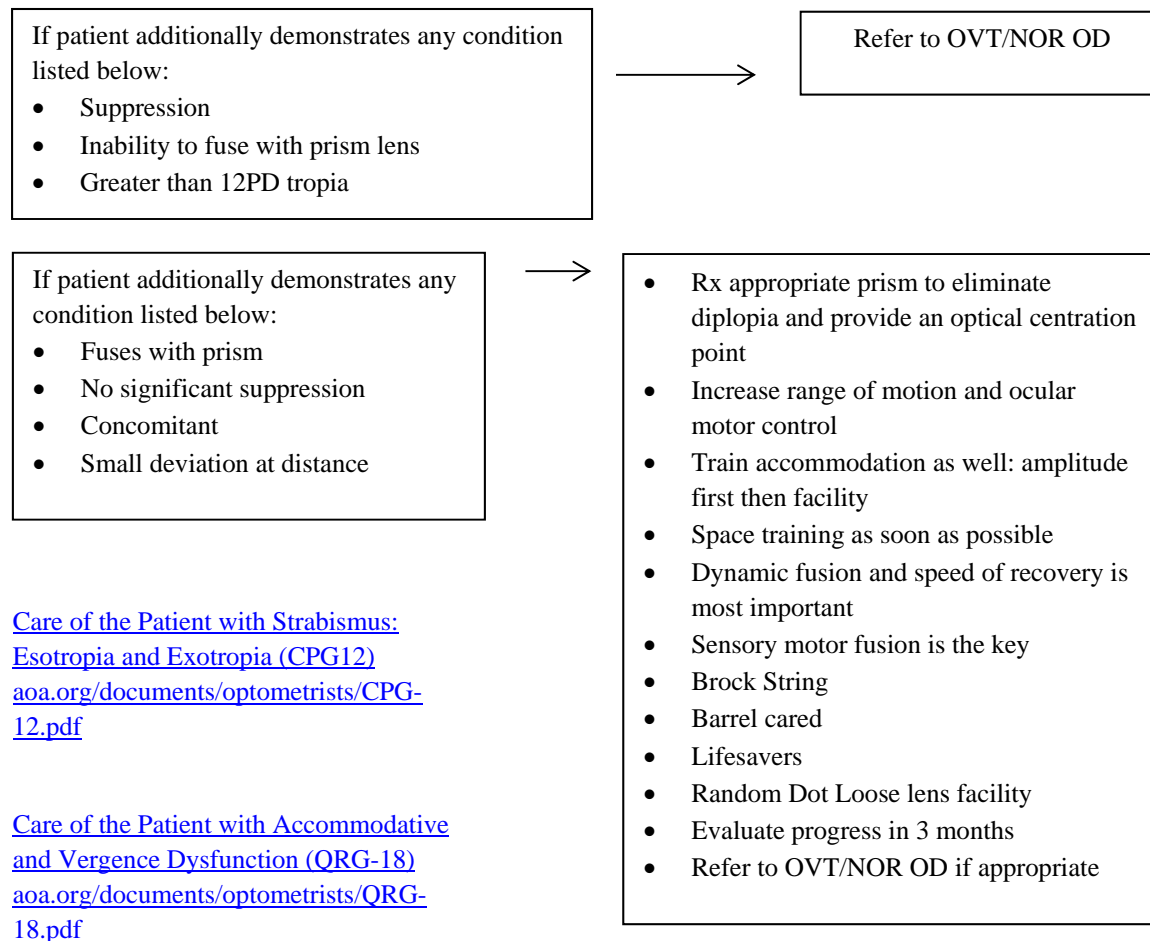 If patient additionally demonstrates any condition
listed below:
• Suppression
• Inability to fuse with prism lens
• Greater than 12PD tropia
Refer to OVT/NOR OD
If patient additionally demonstrates any
condition listed below:
• Fuses with prism
• No significant suppression
• Concomitant
• Small deviation at distance
• Rx appropriate prism to eliminate
diplopia and provide an optical centration
point
• Increase range of motion and ocular
motor control
• Train accommodation as well: amplitude
first then facility
• Space training as soon as possible
• Dynamic fusion and speed of recovery is
most important
• Sensory motor fusion is the key
• Brock String
• Barrel cared
• Lifesavers
• Random Dot Loose lens facility
• Evaluate progress in 3 months
• Refer to OVT/NOR OD if appropriate
Care of the Patient with Strabismus:
Esotropia and Exotropia (CPG12)
aoa.org/documents/optometrists/CPG-
12.pdf
Care of the Patient with Accommodative
and Vergence Dysfunction (QRG-18)
aoa.org/documents/optometrists/QRG-
18.pdf